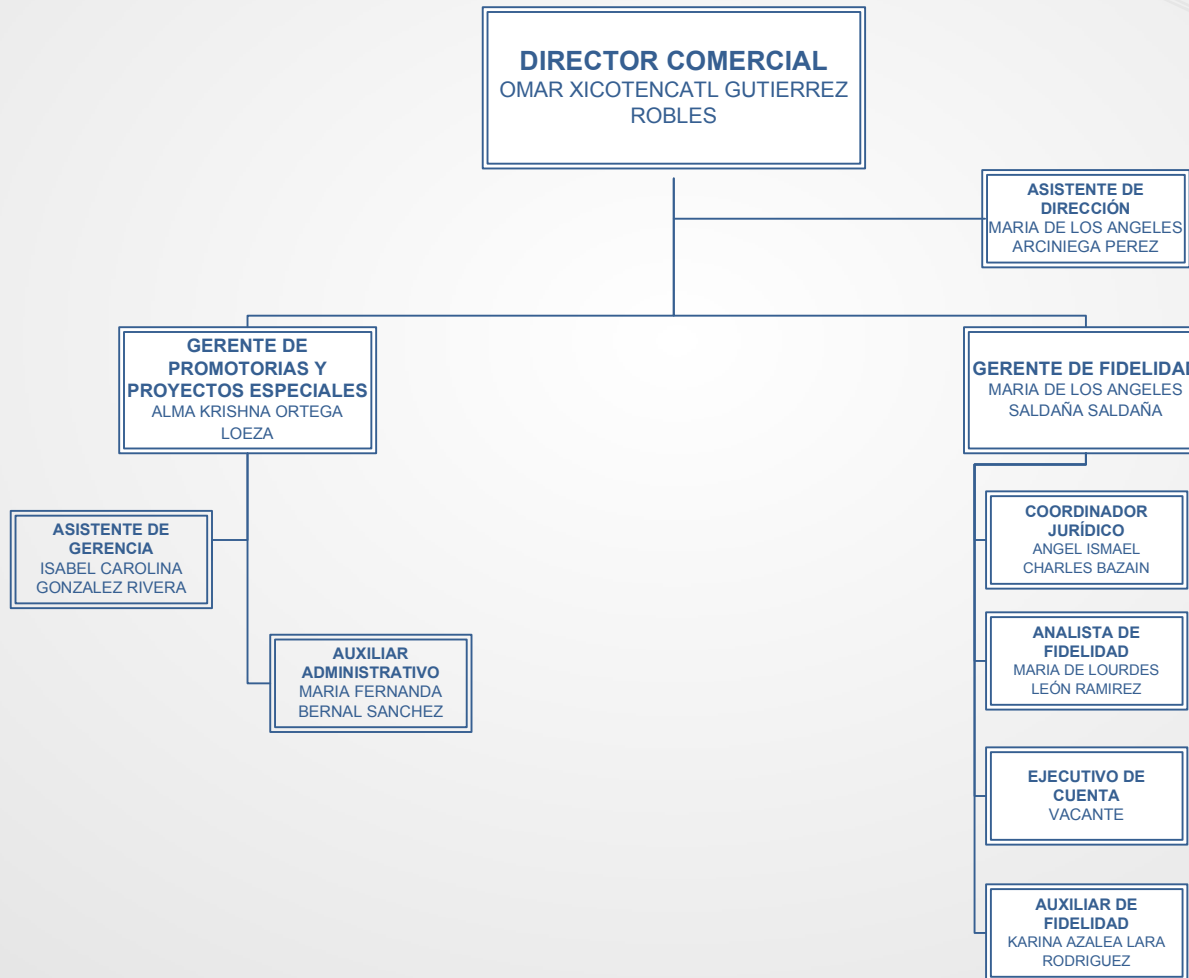 DIRECTOR COMERCIAL
OMAR XICOTENCATL GUTIERREZ
ROBLES
ASISTENTE DE
DIRECCIÓN
MARIA DE LOS ANGELES
ARCINIEGA PEREZ
GERENTE DE
PROMOTORIAS Y
PROYECTOS ESPECIALES
ALMA KRISHNA ORTEGA
LOEZA
GERENTE DE FIDELIDAD
MARIA DE LOS ANGELES
SALDAÑA SALDAÑA
ASISTENTE DE
GERENCIA
ISABEL CAROLINA
GONZALEZ RIVERA
AUXILIAR
ADMINISTRATIVO
MARIA FERNANDA
BERNAL SANCHEZ
COORDINADOR
JURÍDICO
ANGEL ISMAEL
CHARLES BAZAIN
ANALISTA DE
FIDELIDAD
MARIA DE LOURDES
LEÓN RAMIREZ
EJECUTIVO DE
CUENTA
VACANTE
AUXILIAR DE
FIDELIDAD
KARINA AZALEA LARA
RODRIGUEZ